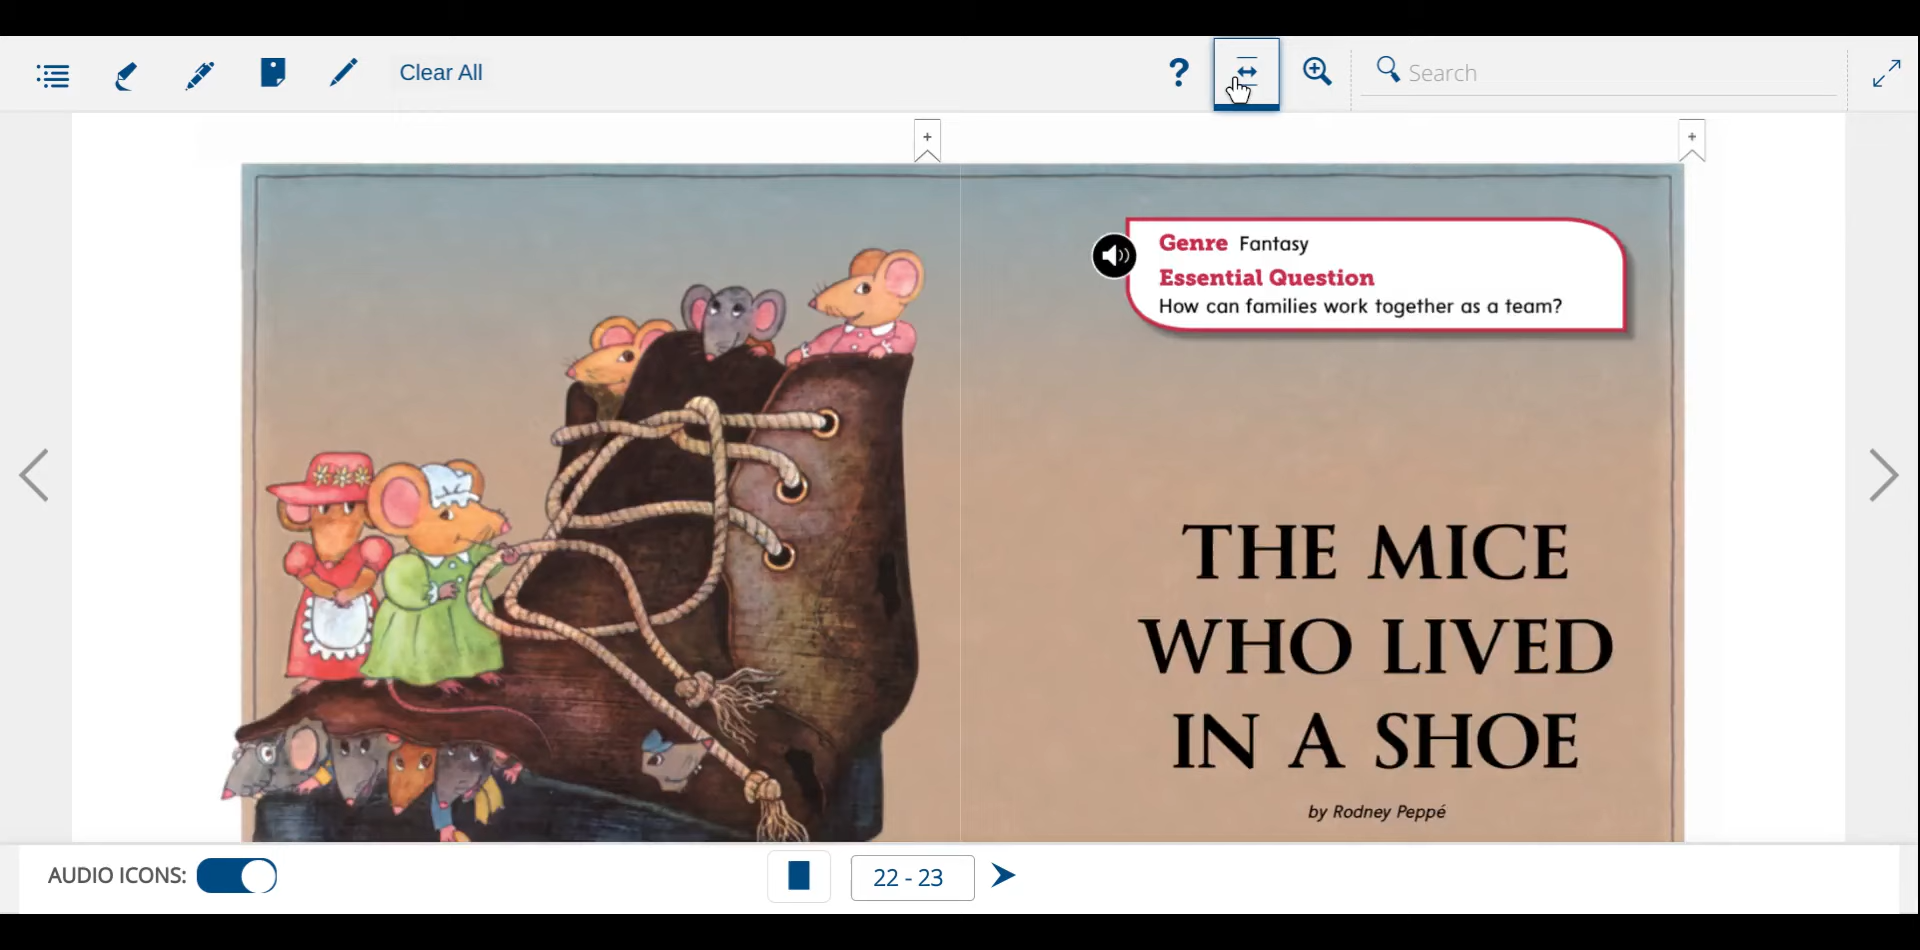 Clear All
?
Search
+
+
Genre Fantasy
Essential Question
How can families work together as a team?
THE MICE
WHO LIVED
IN A SHOE
by Rodney Peppé
AUDIO ICONS:
22 - 23